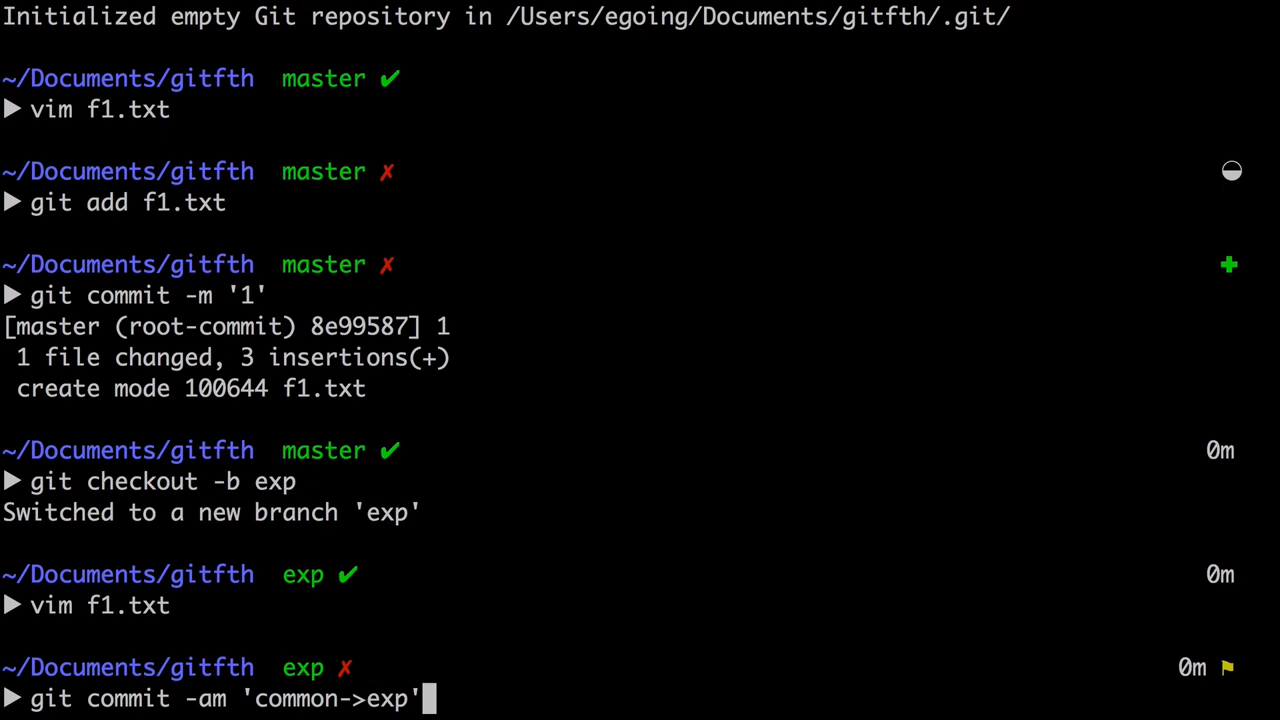 Initialized empty Git repository in /Users/egoing/Documents/gitfth/.git/
~/Documents/gitfth master ✔
▶ vim f1.txt
~/Documents/gitfth master ✗
▶ git add f1.txt
~/Documents/gitfth master ✗ ✚
▶ git commit -m '1'
[master (root-commit) 8e99587] 1
1 file changed, 3 insertions(+)
create mode 100644 f1.txt
~/Documents/gitfth master ✔ 0m
▶ git checkout -b exp
Switched to a new branch 'exp'
~/Documents/gitfth exp ✔ 0m
▶ vim f1.txt
~/Documents/gitfth exp ✗ 0m ⚑
▶ git commit -am 'common->exp'